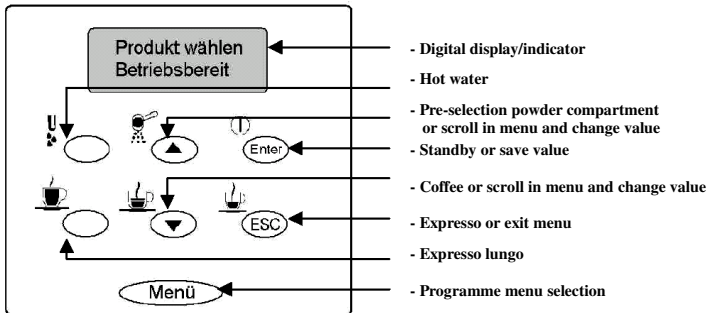 Produkt wählen
Betriebsbereit
- Digital display/indicator
- Hot water
- Pre-selection powder compartment
or scroll in menu and change value
Enter
- Standby or save value
- Coffee or scroll in menu and change value
ESC
- Expresso or exit menu
- Expresso lungo
Menü
- Programme menu selection